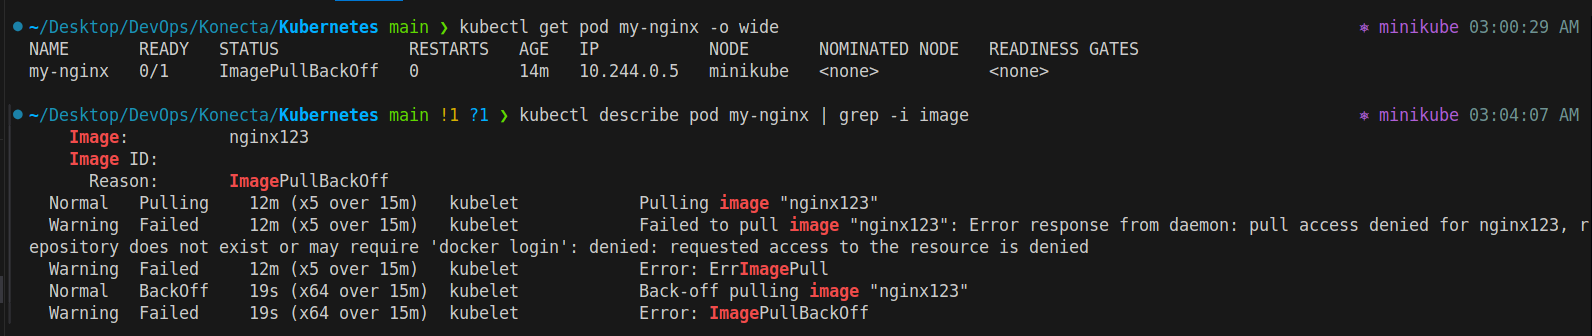 ~/Desktop/DevOps/Konecta/Kubernetes main ❯ kubectl get pod my-nginx -o wide ⎈ minikube 03:00:29 AM
NAME READY STATUS RESTARTS AGE IP NODE NOMINATED NODE READINESS GATES
my-nginx 0/1 ImagePullBackOff 0 14m 10.244.0.5 minikube <none> <none>
~/Desktop/DevOps/Konecta/Kubernetes main !1 ?1 ❯ kubectl describe pod my-nginx | grep -i image ⎈ minikube 03:04:07 AM
Image: nginx123
Image ID:
Reason: ImagePullBackOff
Normal Pulling 12m (x5 over 15m) kubelet Pulling image "nginx123"
Warning Failed 12m (x5 over 15m) kubelet Failed to pull image "nginx123": Error response from daemon: pull access denied for nginx123, r
epository does not exist or may require 'docker login': denied: requested access to the resource is denied
Warning Failed 12m (x5 over 15m) kubelet Error: ErrImagePull
Normal BackOff 19s (x64 over 15m) kubelet Back-off pulling image "nginx123"
Warning Failed 19s (x64 over 15m) kubelet Error: ImagePullBackOff